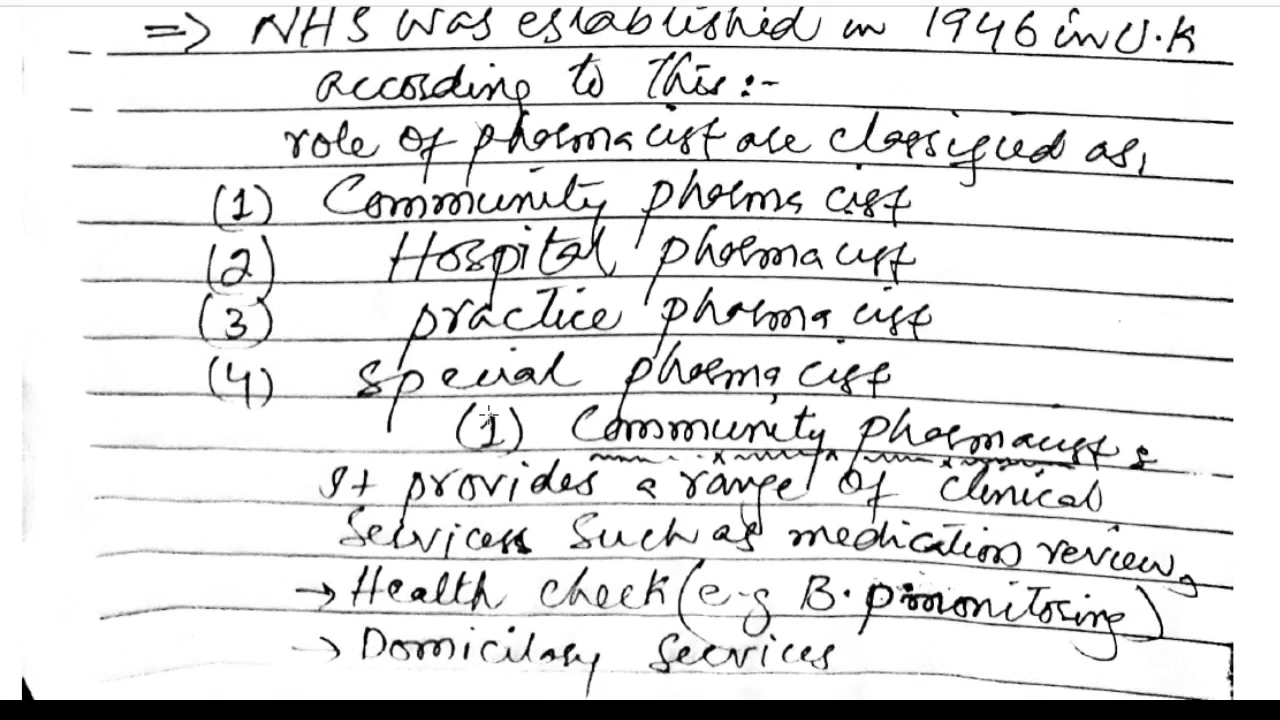 => NHS was established in 1946 in U.K
according to this :-
role of pharmacist are classified as,
(1) Community pharmacist
(2) Hospital pharmacist
(3) practice pharmacist
(4) special pharmacist
(1) Community pharmacist :
It provides a range of clinical
services such as medication review,
→ Health check (e.g B.P monitoring)
→ Domicilary services